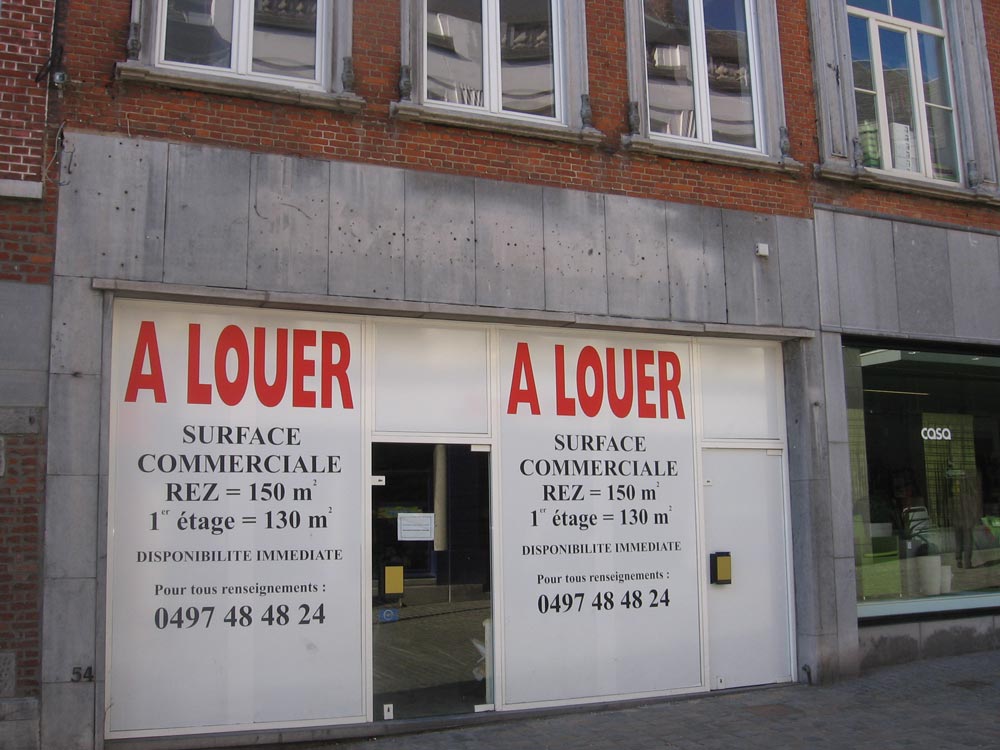 A LOUER
SURFACE
COMMERCIALE
REZ = 150 m²
1er étage = 130 m²
DISPONIBILITE IMMEDIATE
Pour tous renseignements :
0497 48 48 24
A LOUER
SURFACE
COMMERCIALE
REZ = 150 m²
1er étage = 130 m²
DISPONIBILITE IMMEDIATE
Pour tous renseignements :
0497 48 48 24
casa
54